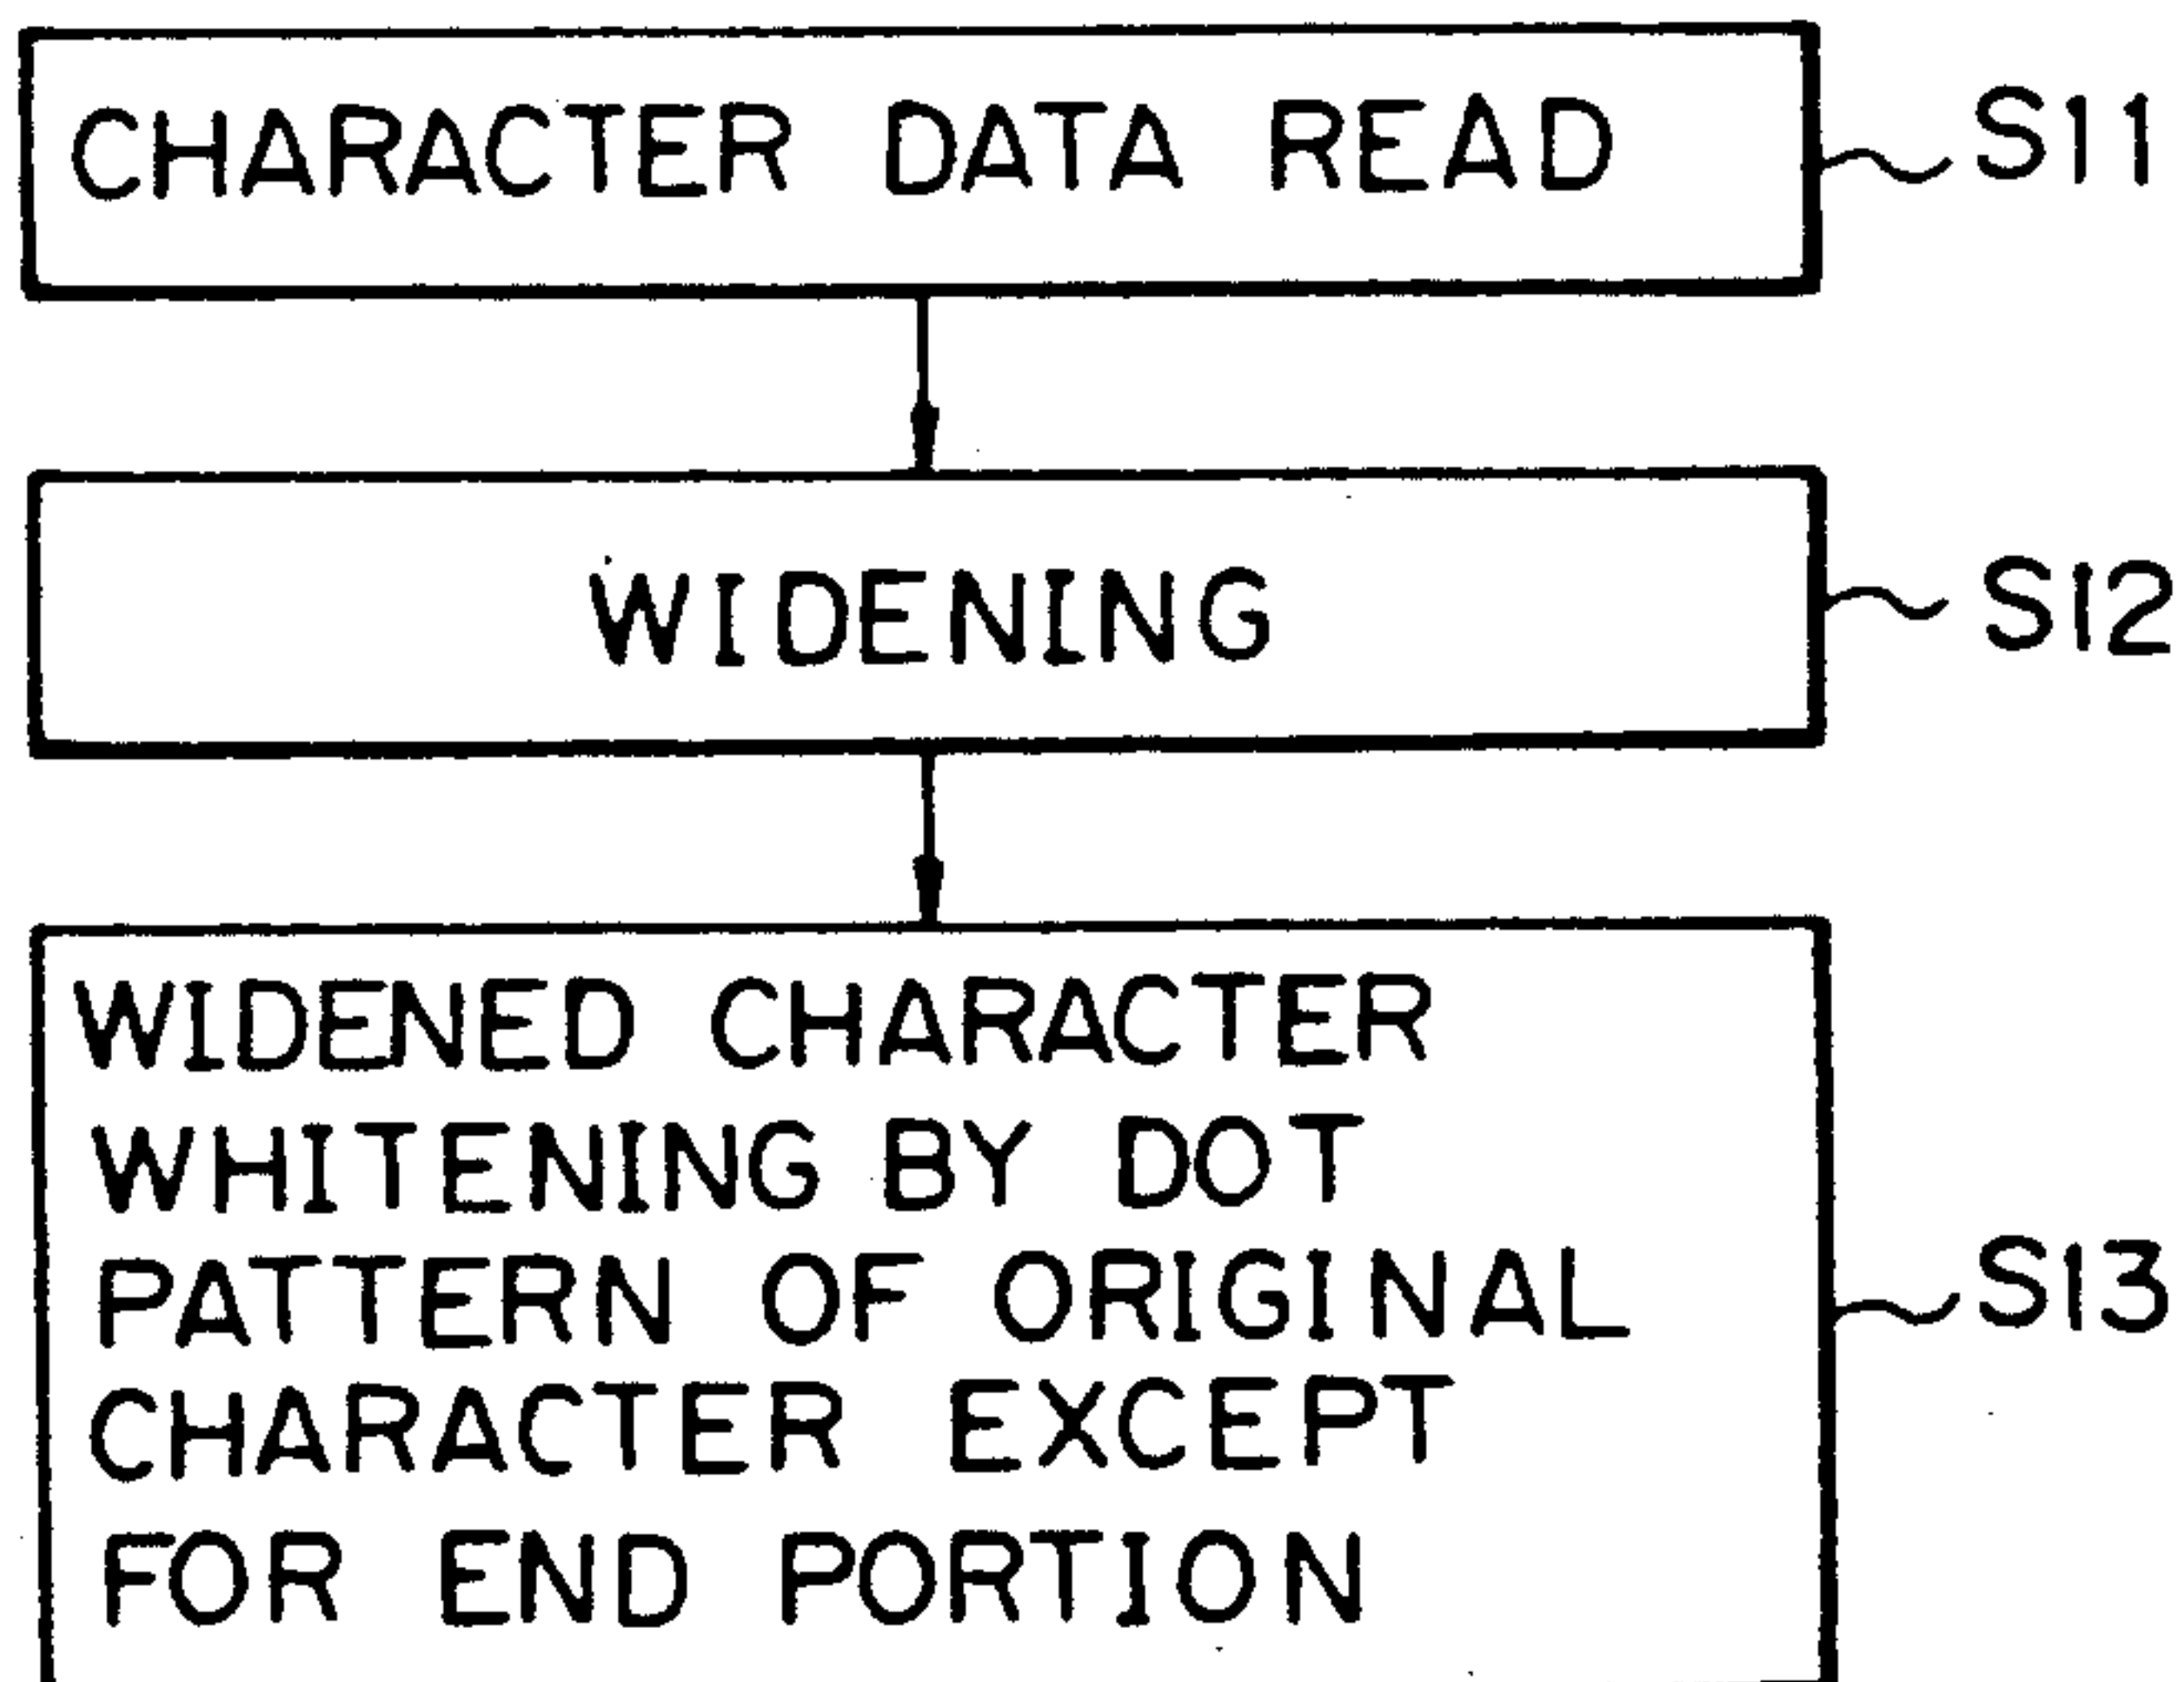 CHARACTER DATA READ S11
WIDENING S12
WIDENED CHARACTER
WHITENING BY DOT
PATTERN OF ORIGINAL S13
CHARACTER EXCEPT
FOR END PORTION